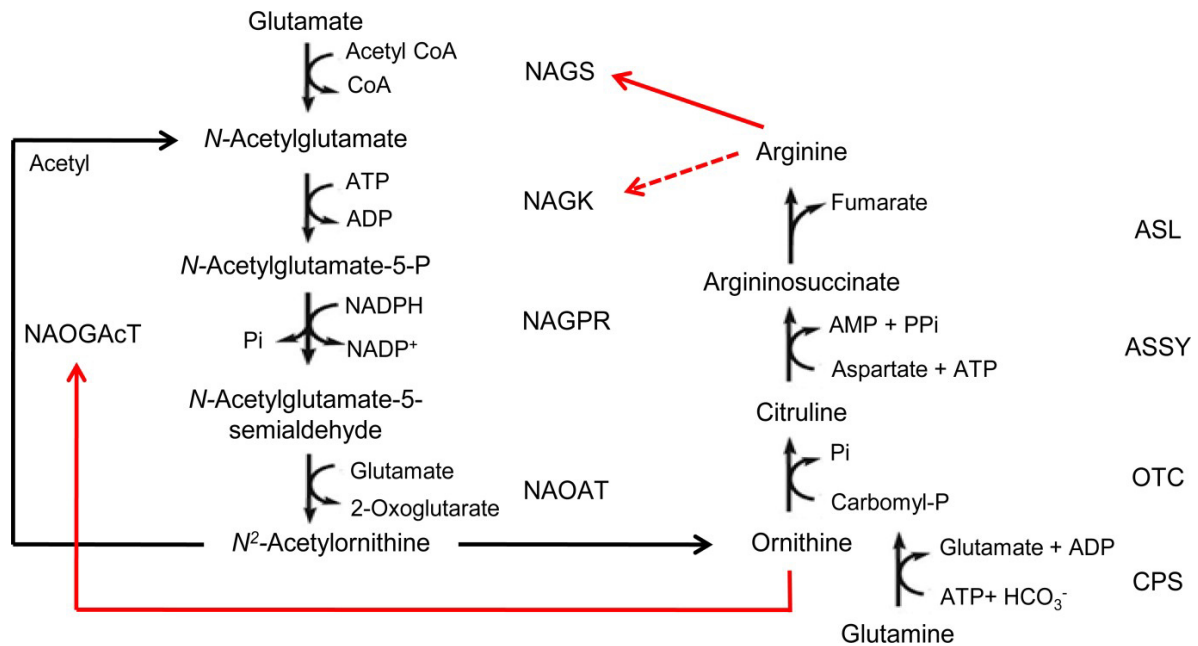 Glutamate
Acetyl CoA
CoA
NAGS
N-Acetylglutamate
Acetyl
ATP
ADP
NAGK
N-Acetylglutamate-5-P
NADPH
Pi
NADP+
NAGPR
NAOGAcT
N-Acetylglutamate-5-
semialdehyde
Glutamate
2-Oxoglutarate
NAOAT
N2-Acetylornithine
Arginine
Fumarate
ASL
Argininosuccinate
AMP + PPi
Aspartate + ATP
ASSY
Citruline
Pi
Carbomyl-P
OTC
Ornithine
Glutamate + ADP
ATP+ HCO3-
CPS
Glutamine